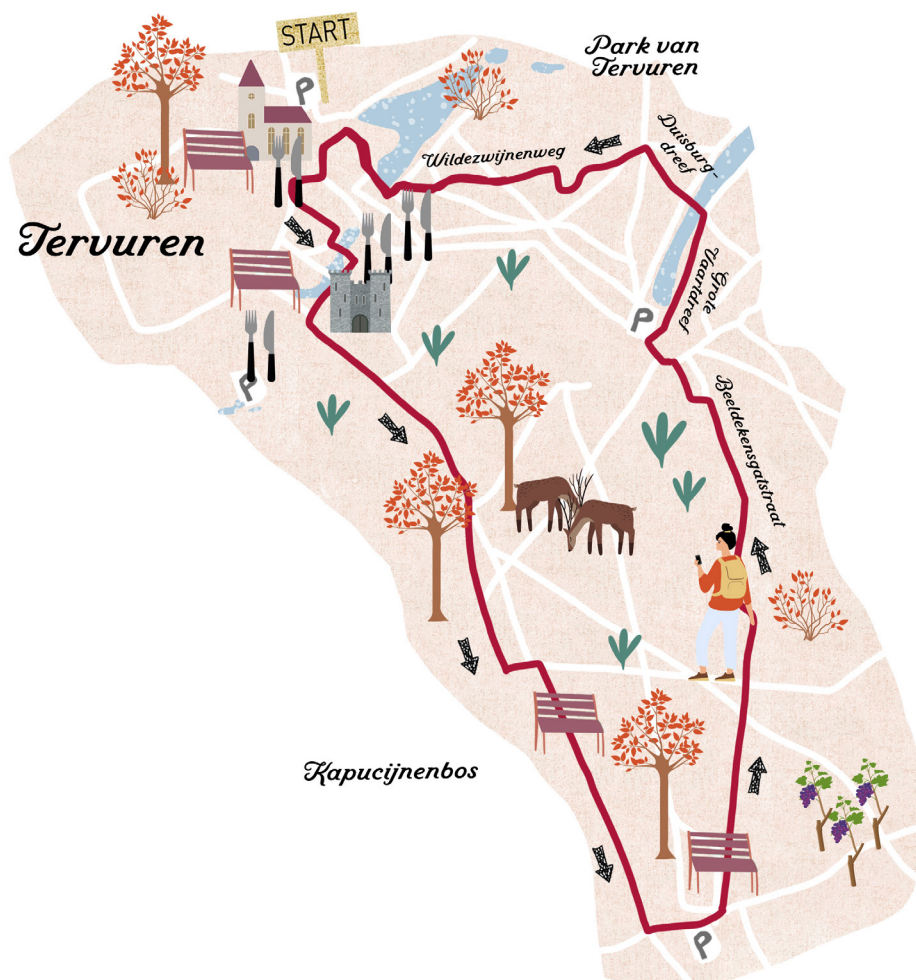 START
P
Park van
Tervuren
Duisburg-
dreef
Wildezwijnenweg
Tervuren
Grote
Vaartdreef
P
P
Beeldekensgatstraat
Kapucijnenbos
P